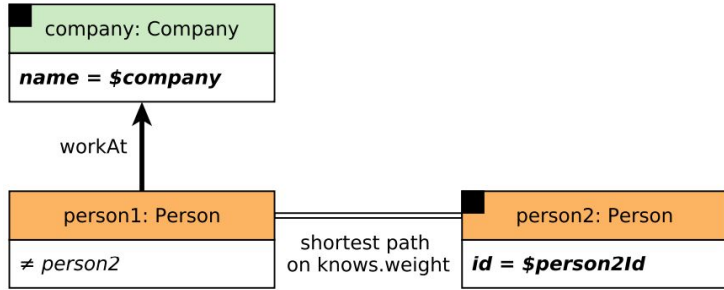 company: Company
name = $company
workAt
person1: Person
≠ person2
shortest path
on knows.weight
person2: Person
id = $person2Id